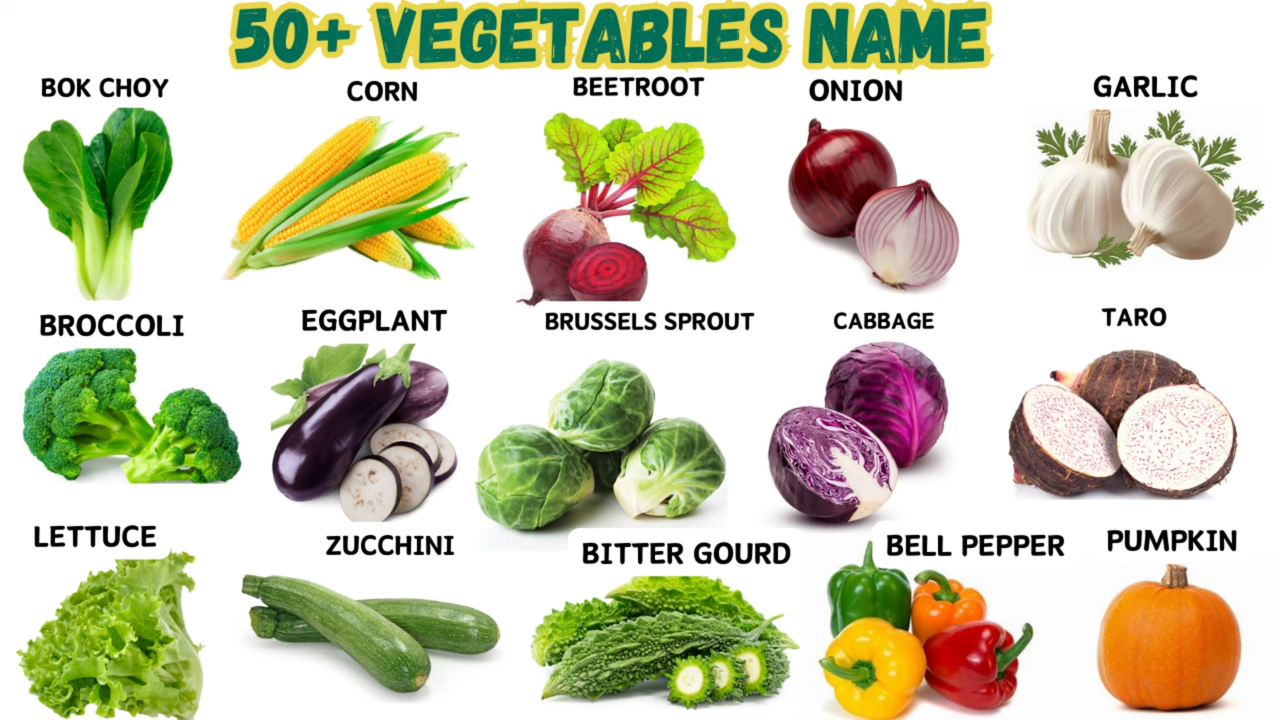 50+ VEGETABLES NAME
BOK CHOY
CORN
BEETROOT
ONION
GARLIC
BROCCOLI
EGGPLANT
BRUSSELS SPROUT
CABBAGE
TARO
LETTUCE
ZUCCHINI
BITTER GOURD
BELL PEPPER
PUMPKIN